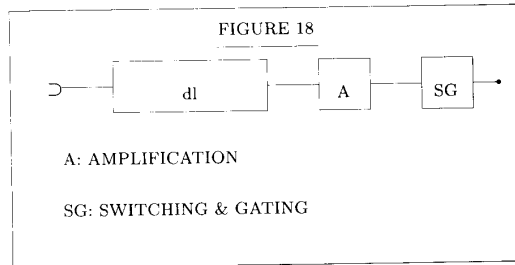 FIGURE 18
dl
A
SG
A: AMPLIFICATION
SG: SWITCHING & GATING